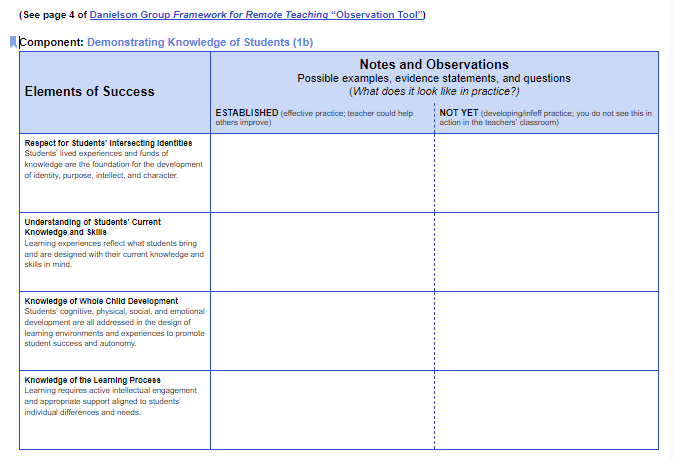 (See page 4 of Danielson Group Framework for Remote Teaching “Observation Tool”)
Component: Demonstrating Knowledge of Students (1b)
Elements of Success
Notes and Observations
Possible examples, evidence statements, and questions
(What does it look like in practice?)
ESTABLISHED (effective practice; teacher could help
others improve)
NOT YET (developing/infeff practice; you do not see this in
action in the teachers’ classroom)
Respect for Students’ Intersecting Identities
Students’ lived experiences and funds of
knowledge are the foundation for the development
of identity, purpose, intellect, and character.
Understanding of Students’ Current
Knowledge and Skills
Learning experiences reflect what students bring
and are designed with their current knowledge and
skills in mind.
Knowledge of Whole Child Development
Students’ cognitive, physical, social, and emotional
development are all addressed in the design of
learning environments and experiences to promote
student success and autonomy.
Knowledge of the Learning Process
Learning requires active intellectual engagement
and appropriate support aligned to students’
individual differences and needs.